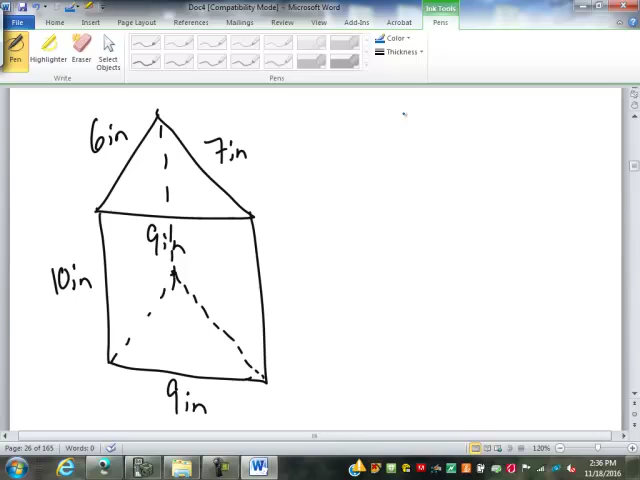 Doc4 [Compatibility Mode] - Word
Ink Tools
File Home Insert Page Layout References Mailings Review View Add-Ins Acrobat Pens
Pen Highlighter Eraser Select Objects
Color
Thickness
Write Pens
6in
7in
9in
10in
9in
Page: 26 of 165 Words: 0 120%
2:36 PM
11/18/2016